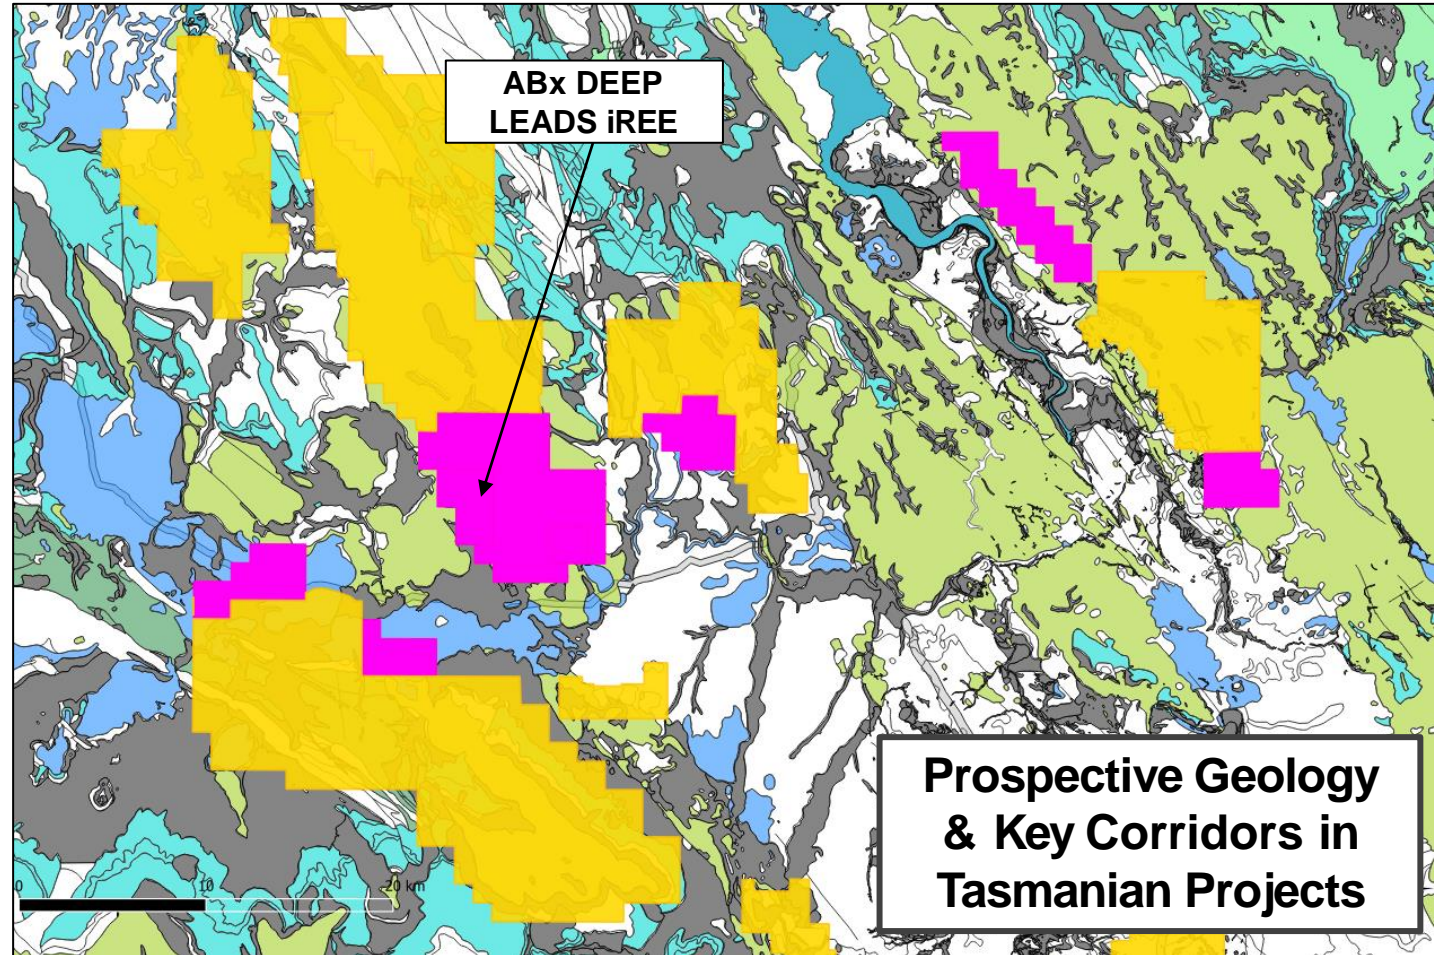 ABx DEEP
LEADS iREE
Prospective Geology
& Key Corridors in
Tasmanian Projects
0 10 20 km